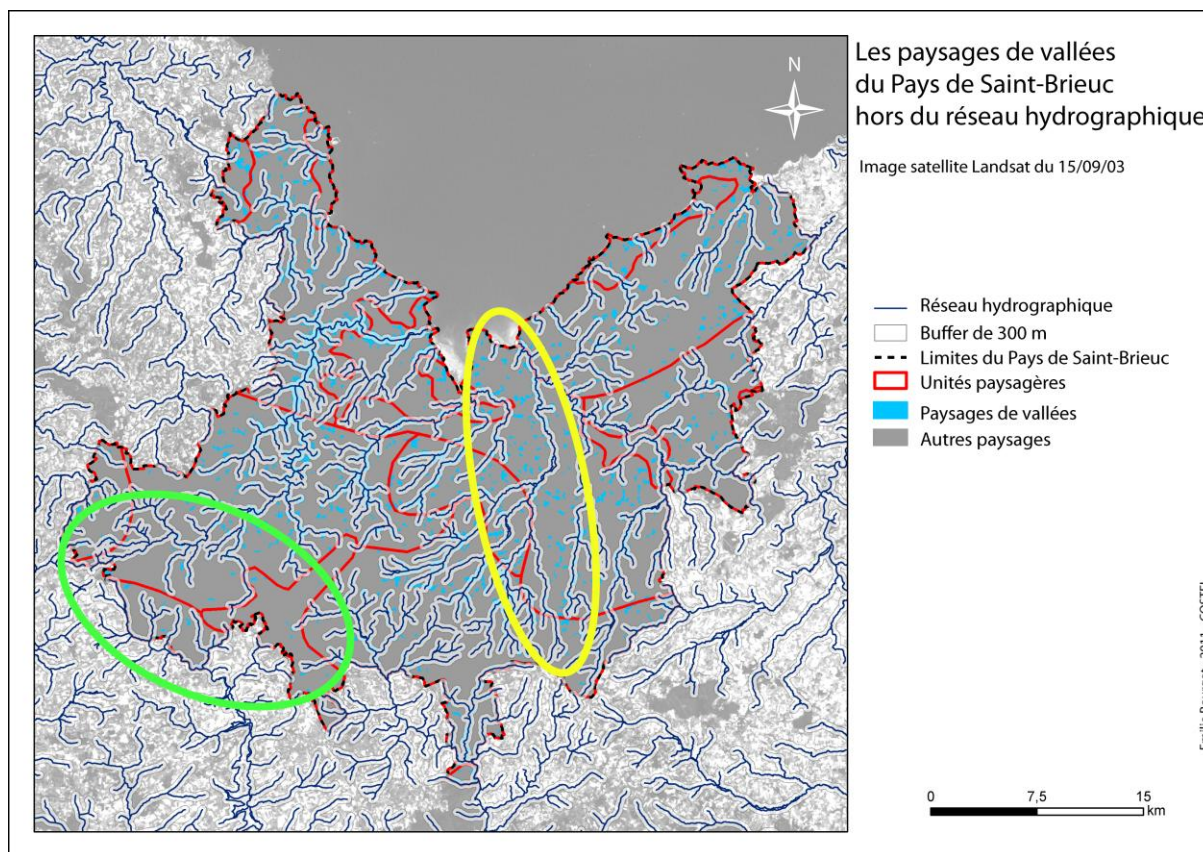 Les paysages de vallées
du Pays de Saint-Brieuc
hors du réseau hydrographique
Image satellite Landsat du 15/09/03
N
Réseau hydrographique
Buffer de 300 m
Limites du Pays de Saint-Brieuc
Unités paysagères
Paysages de vallées
Autres paysages
0 7,5 15
km
2011